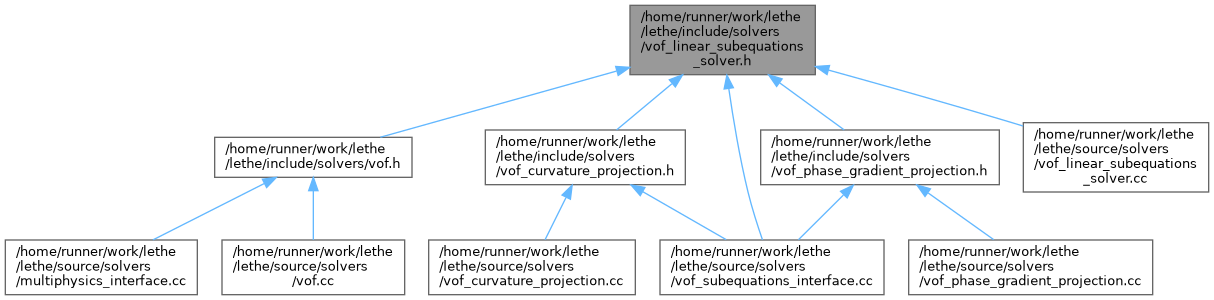 /home/runner/work/lethe
/lethe/include/solvers
/vof_linear_subequations
_solver.h
/home/runner/work/lethe
/lethe/include/solvers/vof.h
/home/runner/work/lethe
/lethe/include/solvers
/vof_curvature_projection.h
/home/runner/work/lethe
/lethe/include/solvers
/vof_phase_gradient_projection.h
/home/runner/work/lethe
/lethe/source/solvers
/vof_linear_subequations
_solver.cc
/home/runner/work/lethe
/lethe/source/solvers
/multiphysics_interface.cc
/home/runner/work/lethe
/lethe/source/solvers
/vof.cc
/home/runner/work/lethe
/lethe/source/solvers
/vof_curvature_projection.cc
/home/runner/work/lethe
/lethe/source/solvers
/vof_subequations_interface.cc
/home/runner/work/lethe
/lethe/source/solvers
/vof_phase_gradient_projection.cc